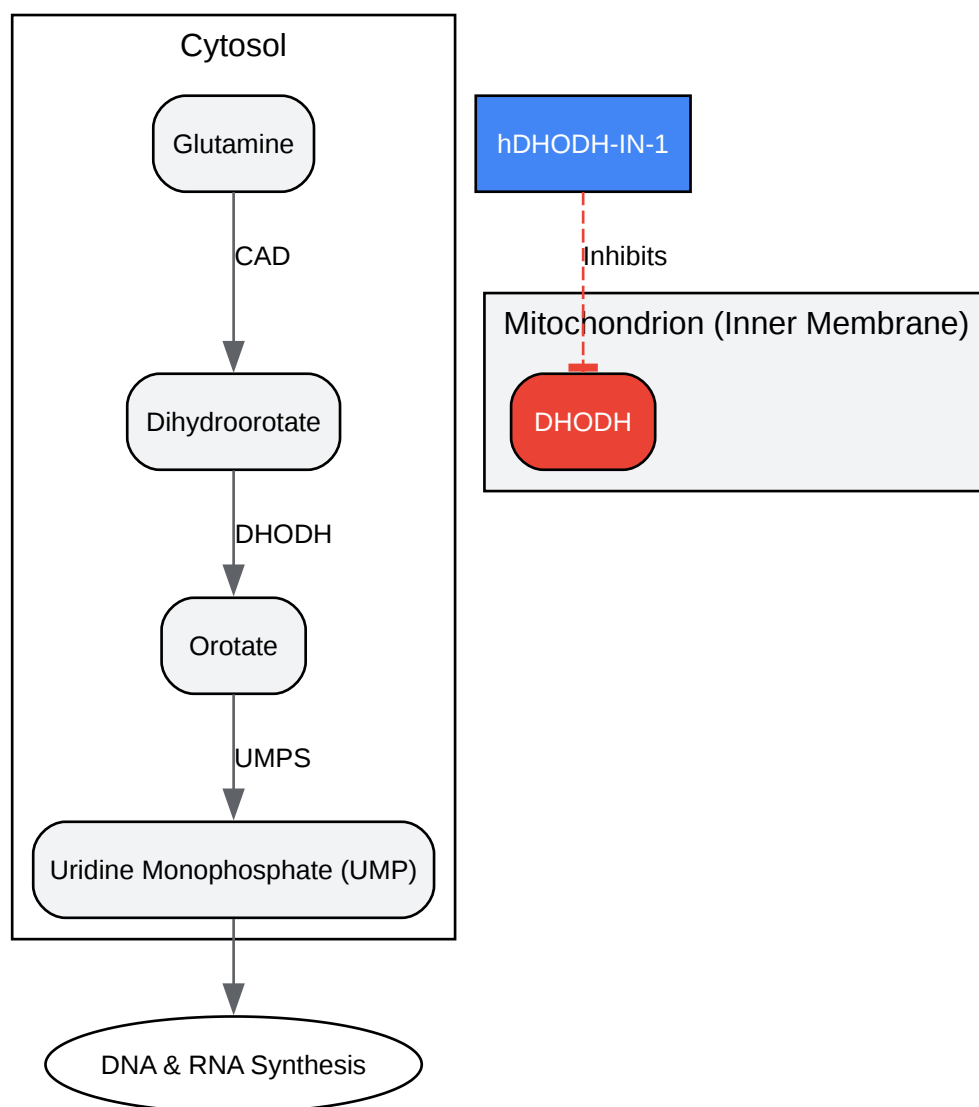 Cytosol
Glutamine
hDHODH-IN-1
CAD
Inhibits
Mitochondrion (Inner Membrane)
Dihydroorotate
DHODH
DHODH
Orotate
UMPS
Uridine Monophosphate (UMP)
DNA & RNA Synthesis